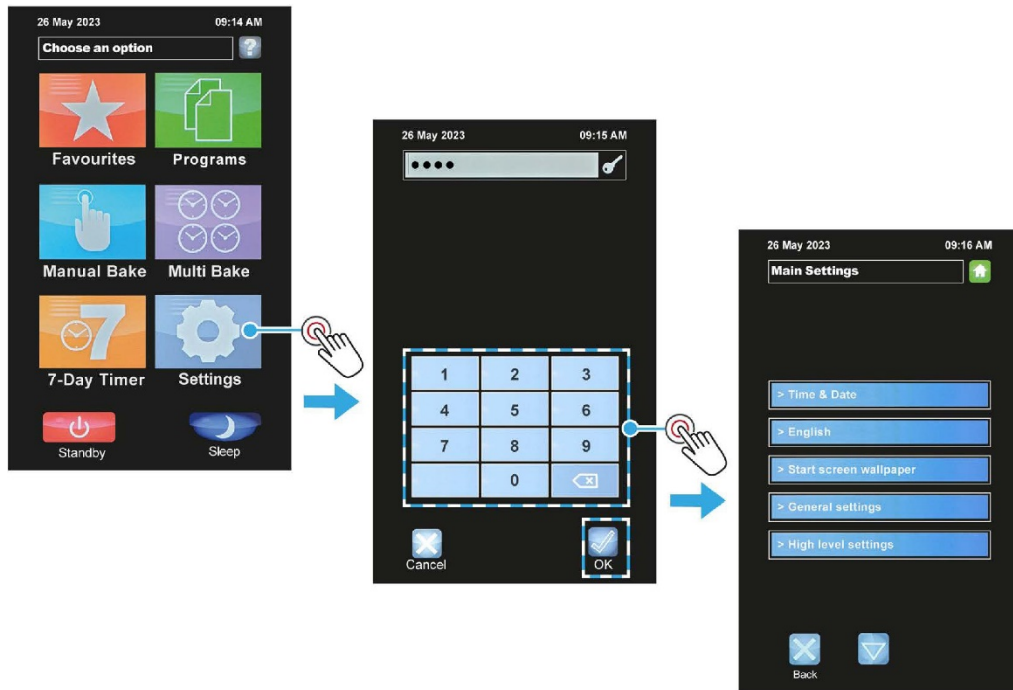 26 May 2023 09:14 AM
Choose an option ?
Favourites Programs
Manual Bake Multi Bake
7
7-Day Timer Settings
Standby Sleep
26 May 2023 09:15 AM
••••
1 2 3
4 5 6
7 8 9
0
Cancel OK
26 May 2023 09:16 AM
Main Settings
> Time & Date
> English
> Start screen wallpaper
> General settings
> High level settings
Back